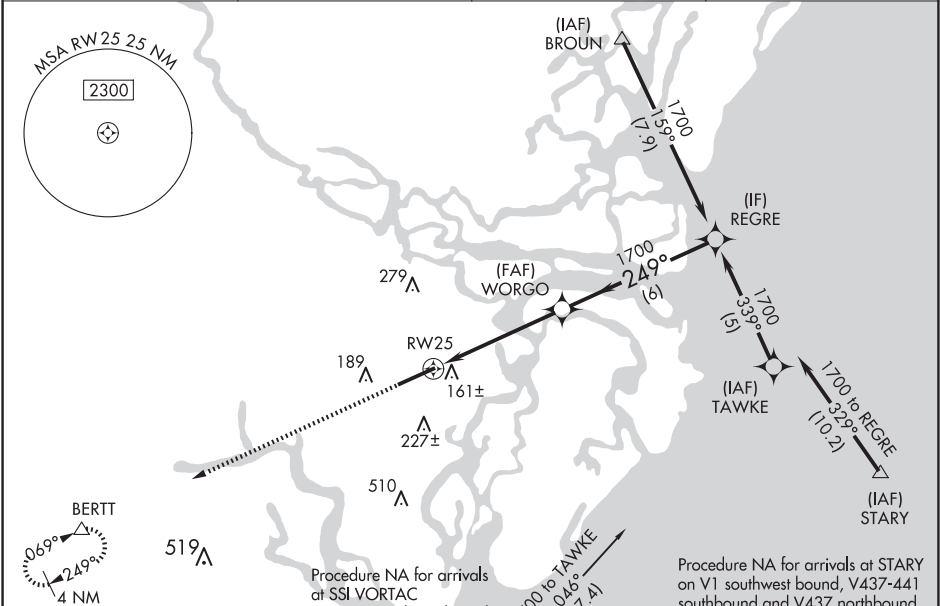 MSA RW25 25 NM
2300
(IAF)
BROUN
1700
159°
(7.9)
(IF)
REGRE
1700
249°
(6)
(FAF)
WORGO
279
RW25
189
161±
227±
1700
339°
(5)
(IAF)
TAWKE
1700 to REGRE
329°
(10.2)
(IAF)
STARY
510
BERTT
069°
249°
4 NM
519
Procedure NA for arrivals
at SSI VORTAC
to TAWKE
046°
Procedure NA for arrivals at STARY
on V1 southwest bound, V437-441
southbound and V437 northbound